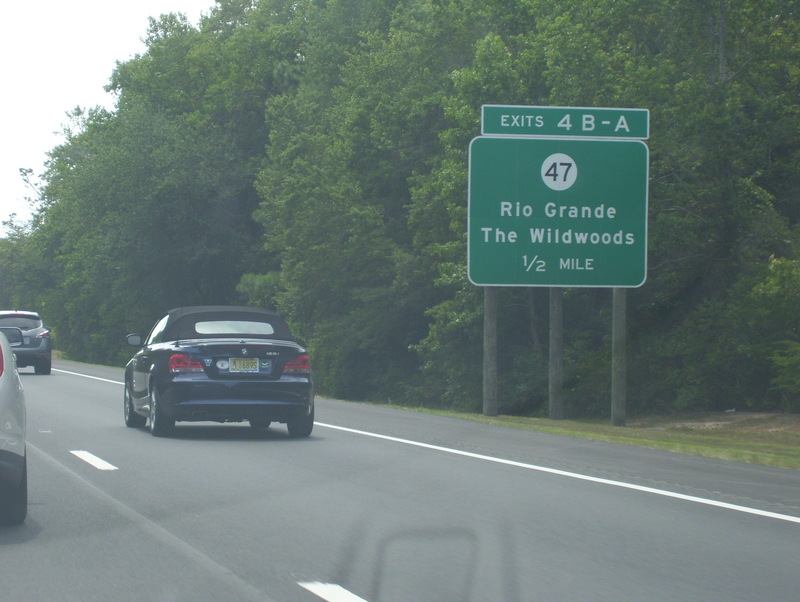 EXITS 4 B-A
47
Rio Grande
The Wildwoods
1/2 MILE